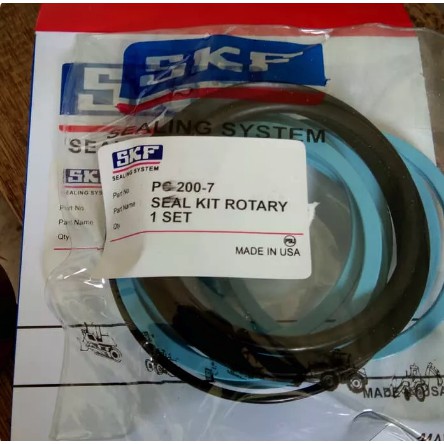 SKF
SEALING SYSTEM
SKF
SEALING SYSTEM
Part No. PC 200-7
Part Name SEAL KIT ROTARY
Qty 1 SET
MADE IN USA
SKF
SEALING SYSTEM
Part No.
Part Name
Qty
MADE IN USA